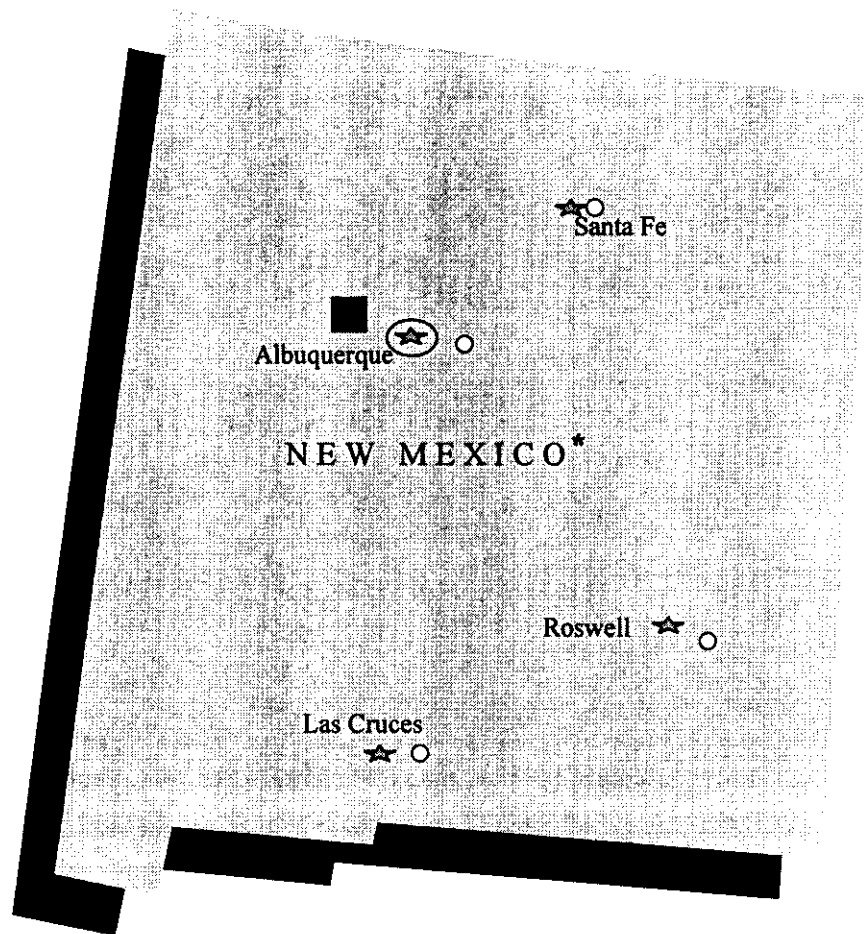 Santa Fe
Albuquerque
NEW MEXICO*
Roswell
Las Cruces